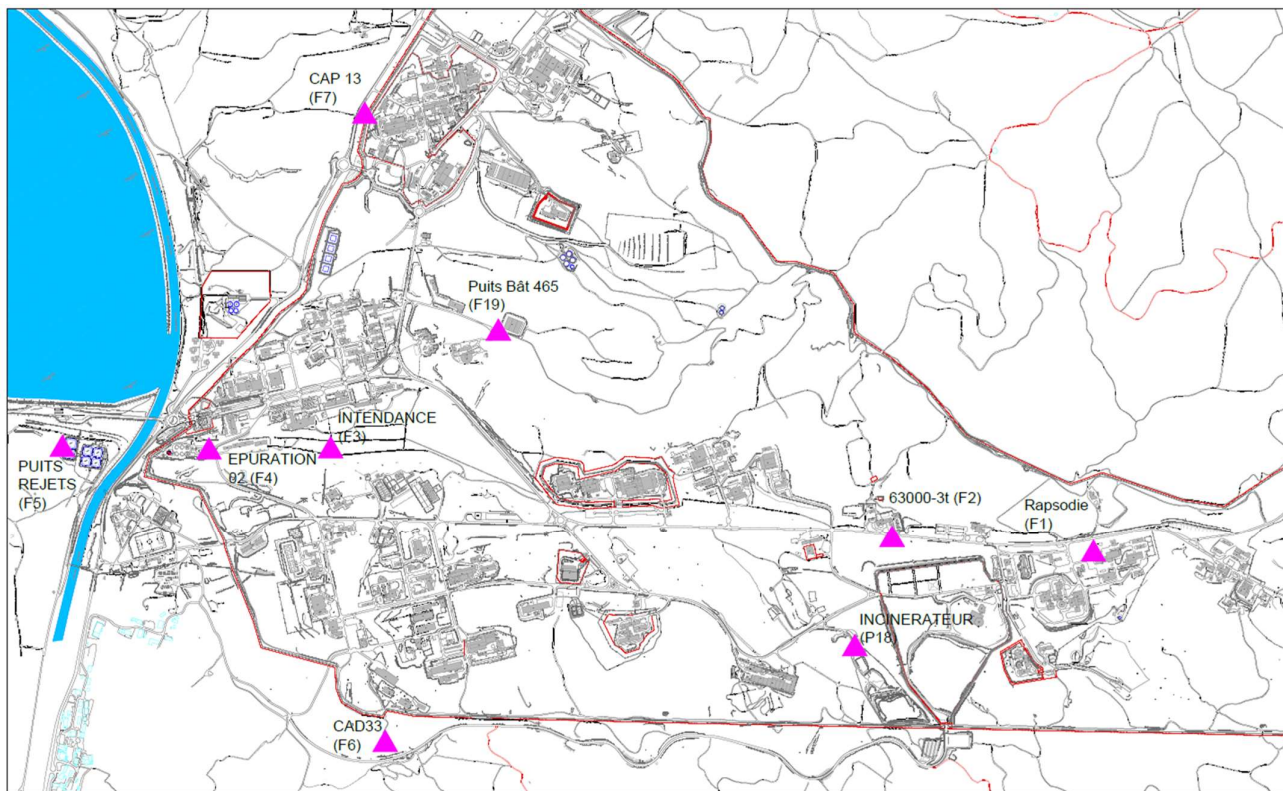 CAP 13
(F7)
Puits Bât 465
(F19)
INTENDANCE
(F3)
EPURATION
02 (F4)
PUITS
REJETS
(F5)
63000-3t (F2)
Rapsodie
(F1)
INCINERATEUR
(P18)
CAD33
(F6)